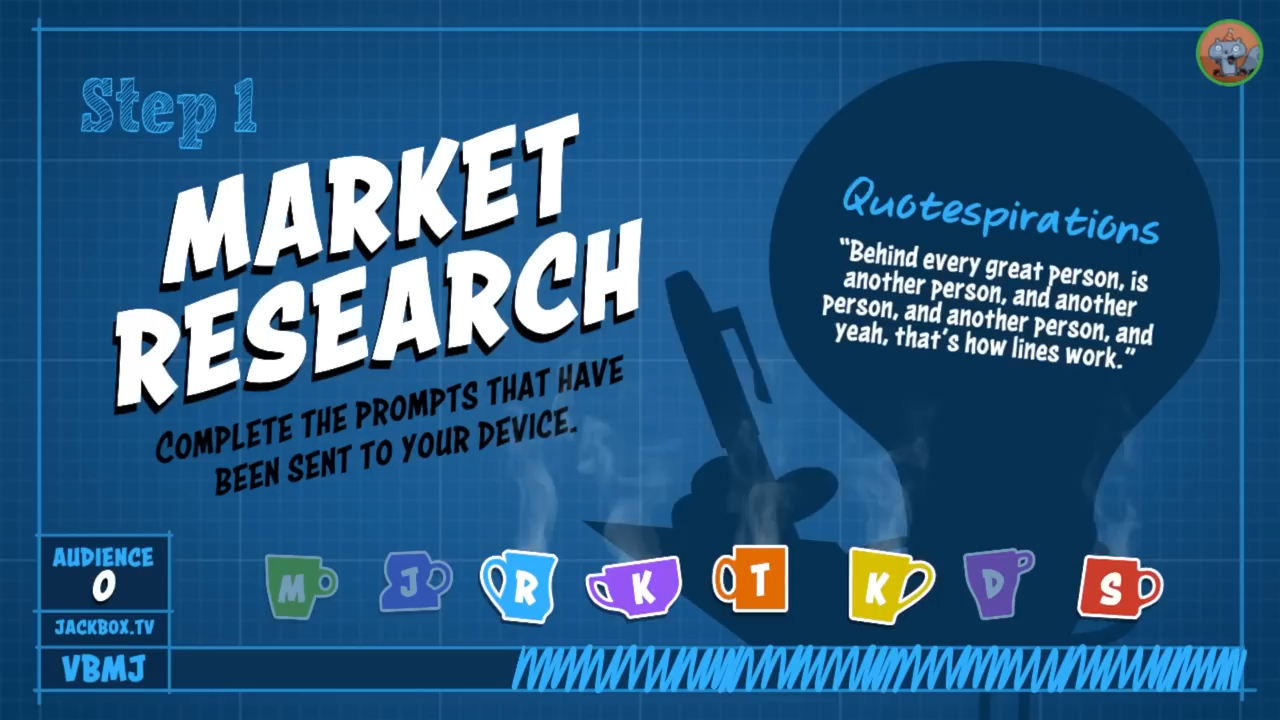 Step 1
MARKET
RESEARCH
COMPLETE THE PROMPTS THAT HAVE
BEEN SENT TO YOUR DEVICE.
Quotespirations
“Behind every great person, is
another person, and another
person, and another person, and
yeah, that's how lines work.”
AUDIENCE
0
JACKBOX.TV
VBMJ
M J R K T K D S